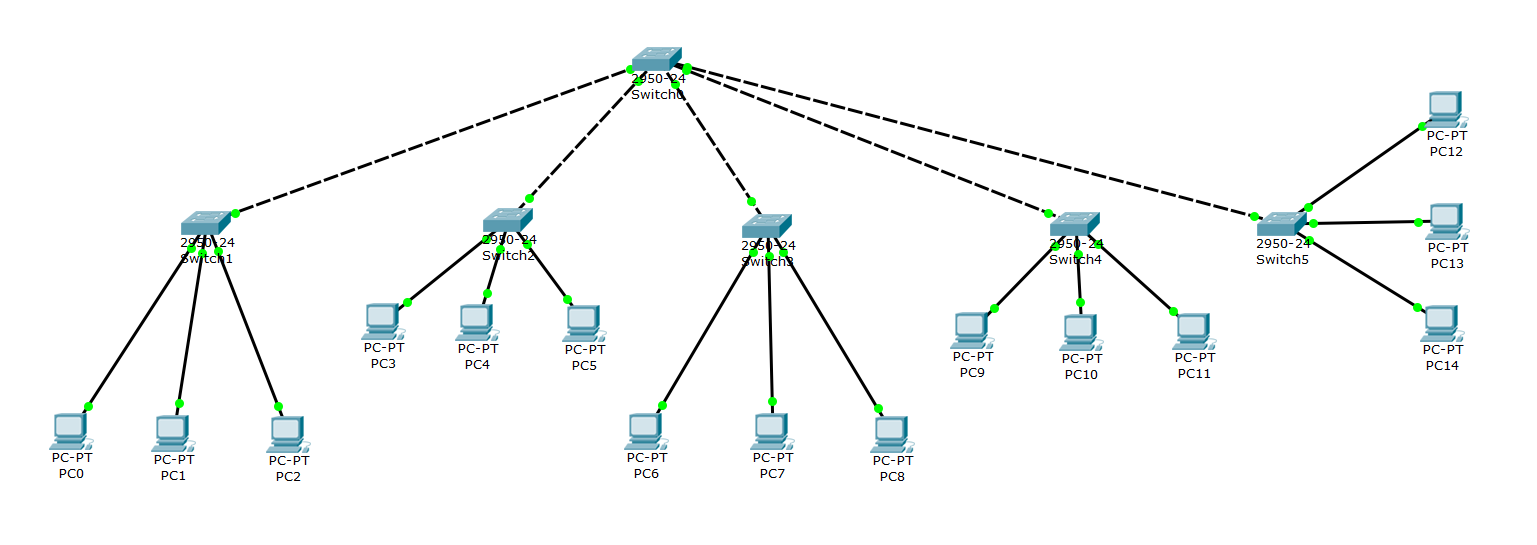 2950-24
Switch0
PC-PT
PC12
2950-24
Switch1
2950-24
Switch2
2950-24
Switch3
2950-24
Switch4
2950-24
Switch5
PC-PT
PC13
PC-PT
PC3
PC-PT
PC4
PC-PT
PC5
PC-PT
PC9
PC-PT
PC10
PC-PT
PC11
PC-PT
PC14
PC-PT
PC0
PC-PT
PC1
PC-PT
PC2
PC-PT
PC6
PC-PT
PC7
PC-PT
PC8